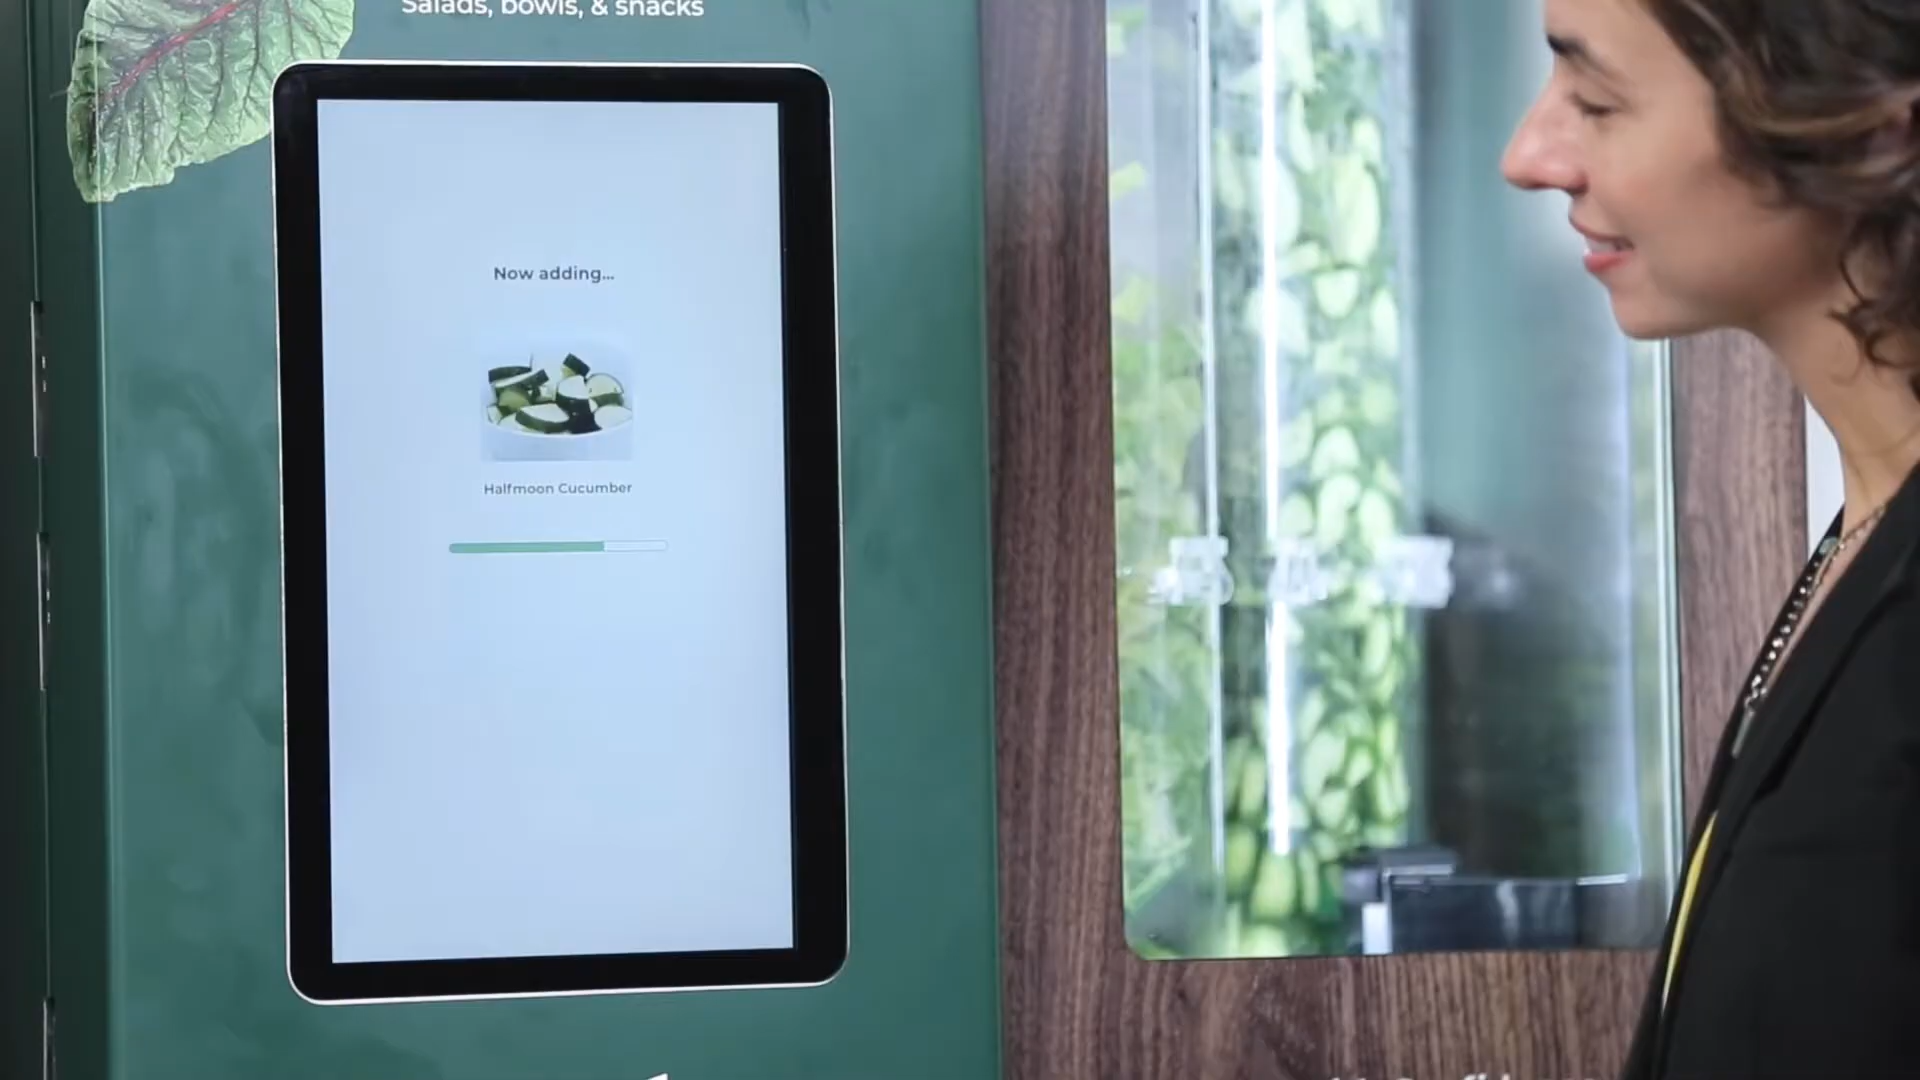 Salads, bowls, & snacks
Now adding...
Halfmoon Cucumber